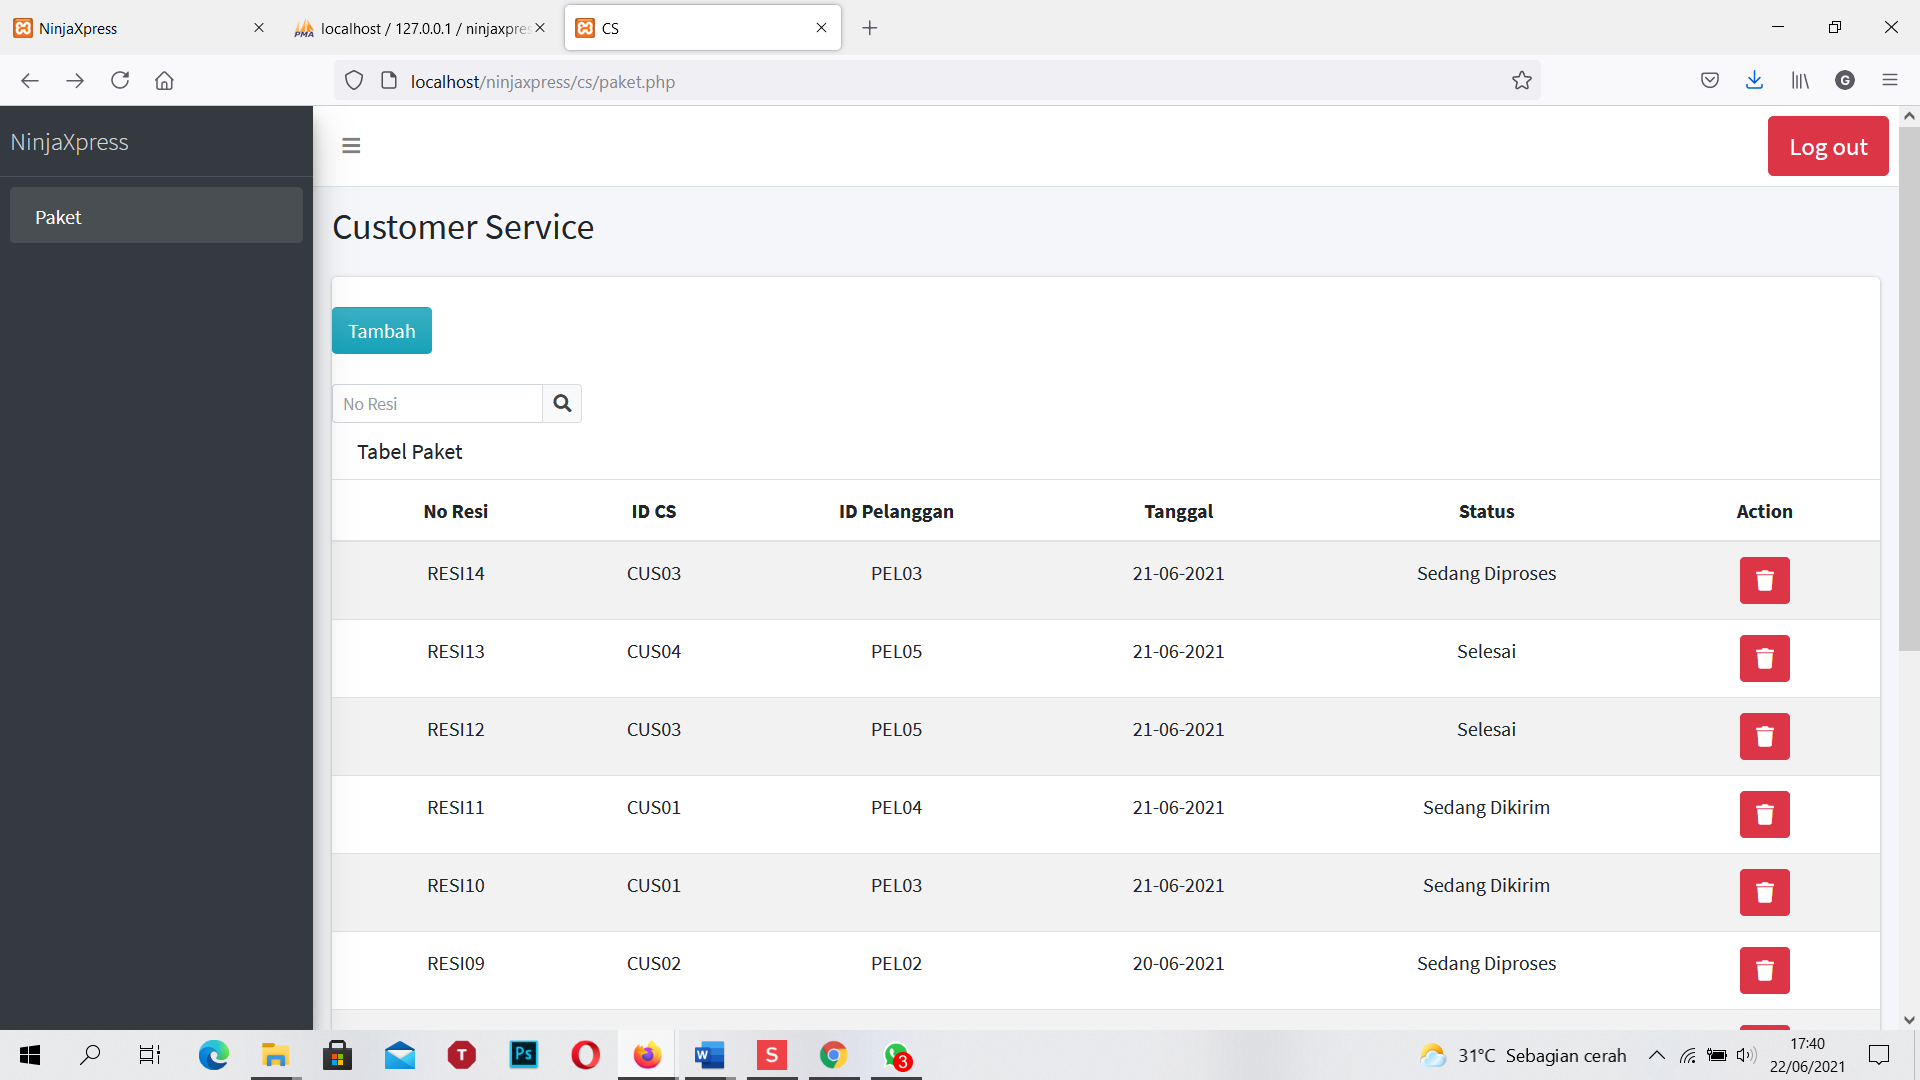 NinjaXpress
localhost / 127.0.0.1 / ninjaxpres
CS
localhost/ninjaxpress/cs/paket.php
G
NinjaXpress
Log out
Paket
Customer Service
Tambah
No Resi
Tabel Paket
No Resi ID CS ID Pelanggan Tanggal Status Action
RESI14 CUS03 PEL03 21-06-2021 Sedang Diproses
RESI13 CUS04 PEL05 21-06-2021 Selesai
RESI12 CUS03 PEL05 21-06-2021 Selesai
RESI11 CUS01 PEL04 21-06-2021 Sedang Dikirim
RESI10 CUS01 PEL03 21-06-2021 Sedang Dikirim
RESI09 CUS02 PEL02 20-06-2021 Sedang Diproses
T Ps W S 3
31°C Sebagian cerah
17:40
22/06/2021